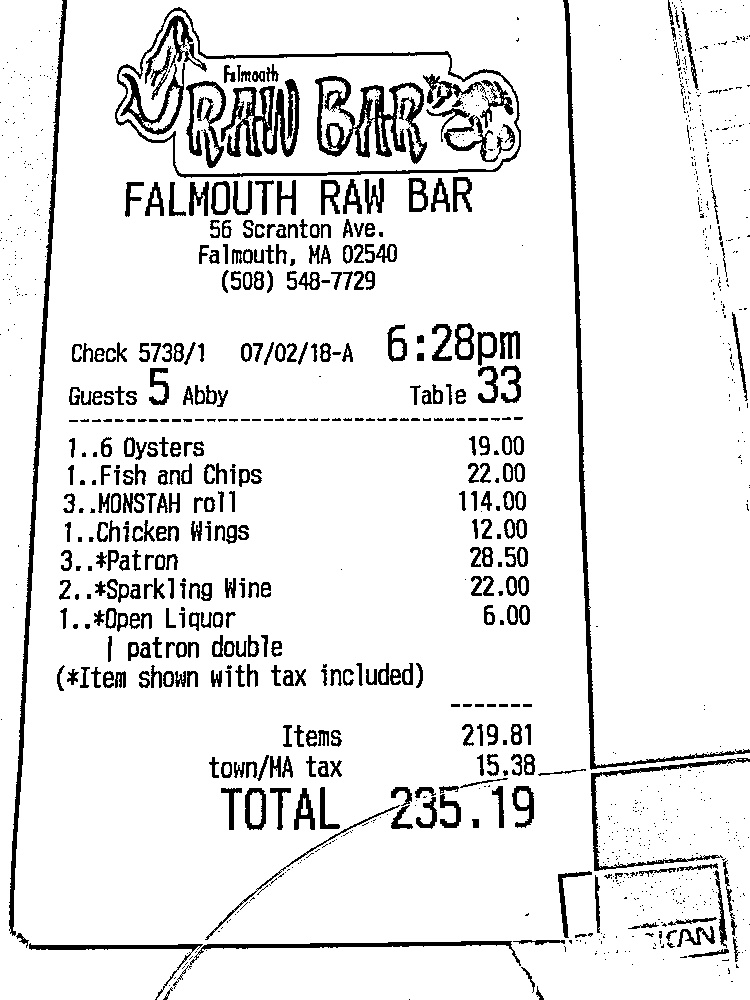 Falmouth
RAW BAR
FALMOUTH RAW BAR
56 Scranton Ave.
Falmouth, MA 02540
(508) 548-7729
Check 5738/1 07/02/18-A 6:28pm
Guests 5 Abby Table 33
1..6 Oysters 19.00
1..Fish and Chips 22.00
3..MONSTAH roll 114.00
1..Chicken Wings 12.00
3..*Patron 28.50
2..*Sparkling Wine 22.00
1..*Open Liquor 6.00
| patron double
(*Item shown with tax included)
Items 219.81
town/MA tax 15.38
TOTAL 235.19